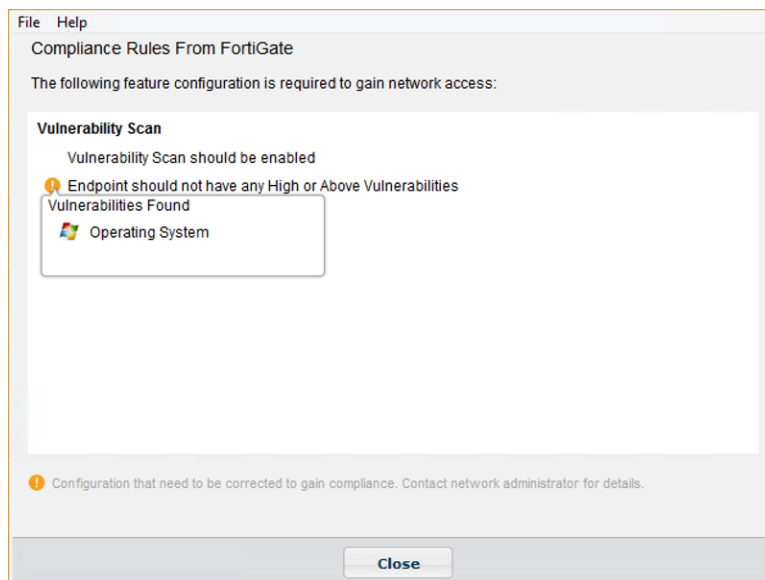 File Help
Compliance Rules From FortiGate
The following feature configuration is required to gain network access:
Vulnerability Scan
Vulnerability Scan should be enabled
Endpoint should not have any High or Above Vulnerabilities
Vulnerabilities Found
Operating System
Configuration that need to be corrected to gain compliance. Contact network administrator for details.
Close